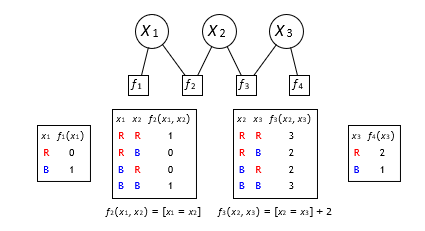 X₁ X₂ X₃
f₁ f₂ f₃ f₄
x₁ f₁(x₁)
R 0
B 1
x₁ x₂ f₂(x₁, x₂)
R R 1
R B 0
B R 0
B B 1
x₂ x₃ f₃(x₂, x₃)
R R 3
R B 2
B R 2
B B 3
x₃ f₄(x₃)
R 2
B 1
f₂(x₁, x₂) = [x₁ = x₂]
f₃(x₂, x₃) = [x₂ = x₃] + 2